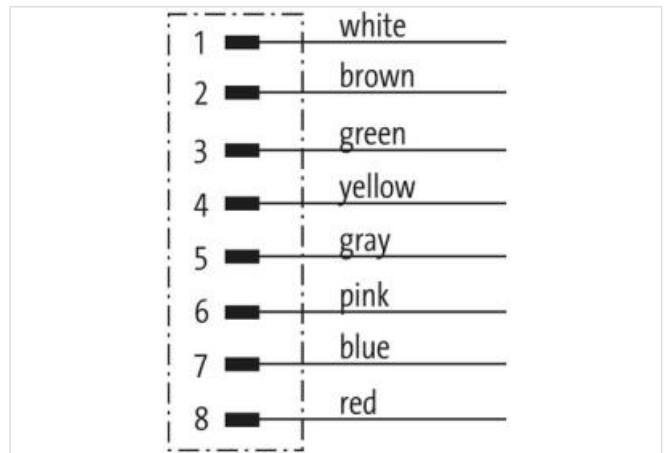 1 white
2 brown
3 green
4 yellow
5 gray
6 pink
7 blue
8 red